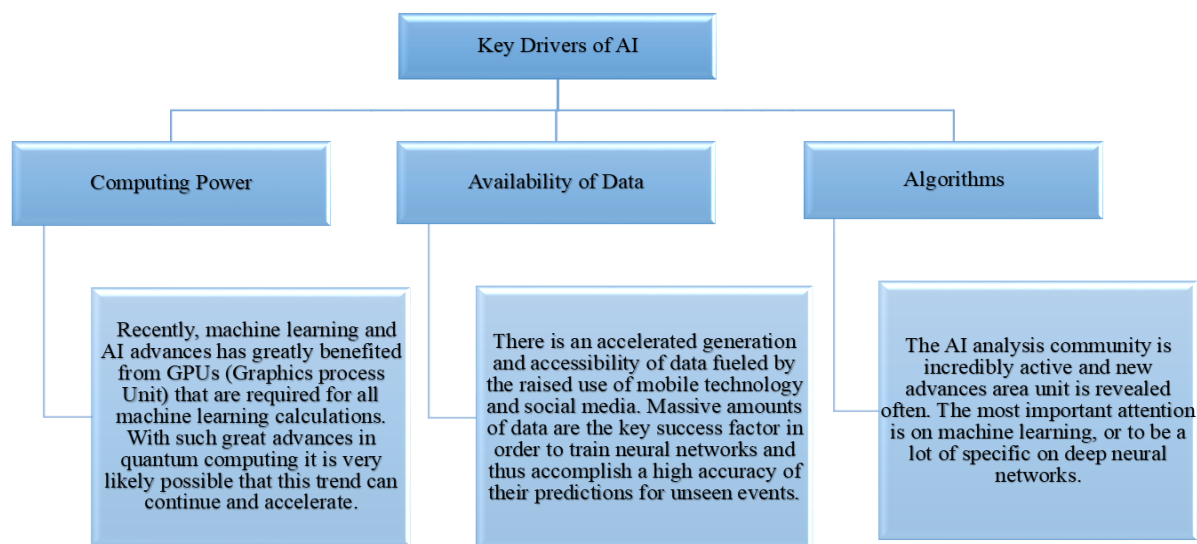 Key Drivers of AI
Computing Power
Recently, machine learning and
AI advances has greatly benefited
from GPUs (Graphics process
Unit) that are required for all
machine learning calculations.
With such great advances in
quantum computing it is very
likely possible that this trend can
continue and accelerate.
Availability of Data
There is an accelerated generation
and accessibility of data fueled by
the raised use of mobile technology
and social media. Massive amounts
of data are the key success factor in
order to train neural networks and
thus accomplish a high accuracy of
their predictions for unseen events.
Algorithms
The AI analysis community is
incredibly active and new
advances area unit is revealed
often. The most important attention
is on machine learning, or to be a
lot of specific on deep neural
networks.